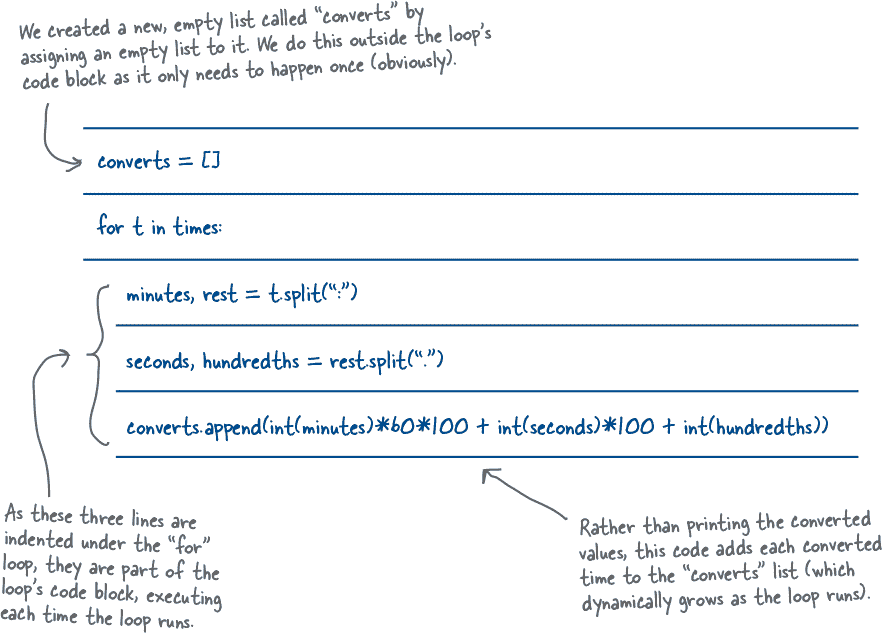 We created a new, empty list called “converts” by
assigning an empty list to it. We do this outside the loop’s
code block as it only needs to happen once (obviously).
converts = []
for t in times:
minutes, rest = t.split(“:”)
seconds, hundredths = rest.split(“.”)
converts.append(int(minutes)*60*100 + int(seconds)*100 + int(hundredths))
As these three lines are
indented under the “for”
loop, they are part of the
loop’s code block, executing
each time the loop runs.
Rather than printing the converted
values, this code adds each converted
time to the “converts” list (which
dynamically grows as the loop runs).